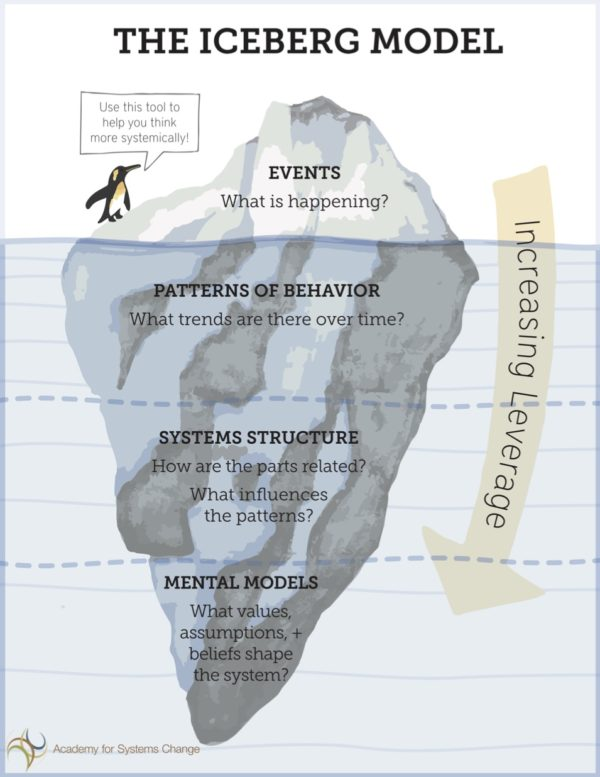 THE ICEBERG MODEL
Use this tool to
help you think
more systemically!
EVENTS
What is happening?
PATTERNS OF BEHAVIOR
What trends are there over time?
SYSTEMS STRUCTURE
How are the parts related?
What influences
the patterns?
MENTAL MODELS
What values,
assumptions, +
beliefs shape
the system?
Increasing Leverage
Academy for Systems Change